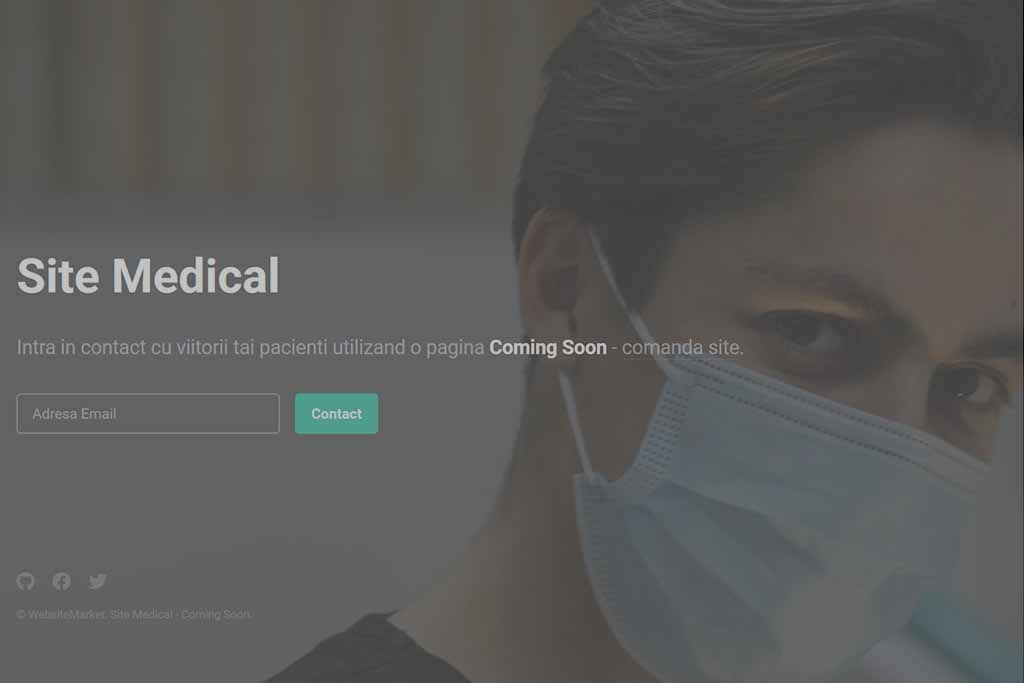 Site Medical
Intra in contact cu viitorii tai pacienti utilizand o pagina Coming Soon - comanda site.
Adresa Email
Contact
© WebsiteMarket. Site Medical - Coming Soon.